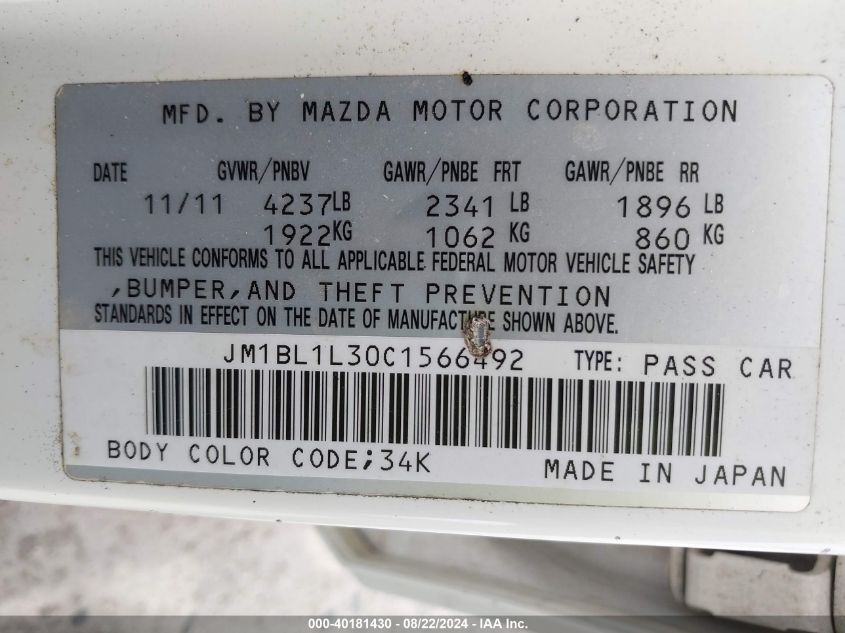 MFD. BY MAZDA MOTOR CORPORATION
DATE GVWR/PNBV GAWR/PNBE FRT GAWR/PNBE RR
11/11 4237LB 2341 LB 1896 LB
1922KG 1062 KG 860 KG
THIS VEHICLE CONFORMS TO ALL APPLICABLE FEDERAL MOTOR VEHICLE SAFETY
,BUMPER,AND THEFT PREVENTION
STANDARDS IN EFFECT ON THE DATE OF MANUFACTURE SHOWN ABOVE.
JM1BL1L30C1566492 TYPE: PASS CAR
BODY COLOR CODE;34K MADE IN JAPAN
000-40181430 - 08/22/2024 - IAA Inc.